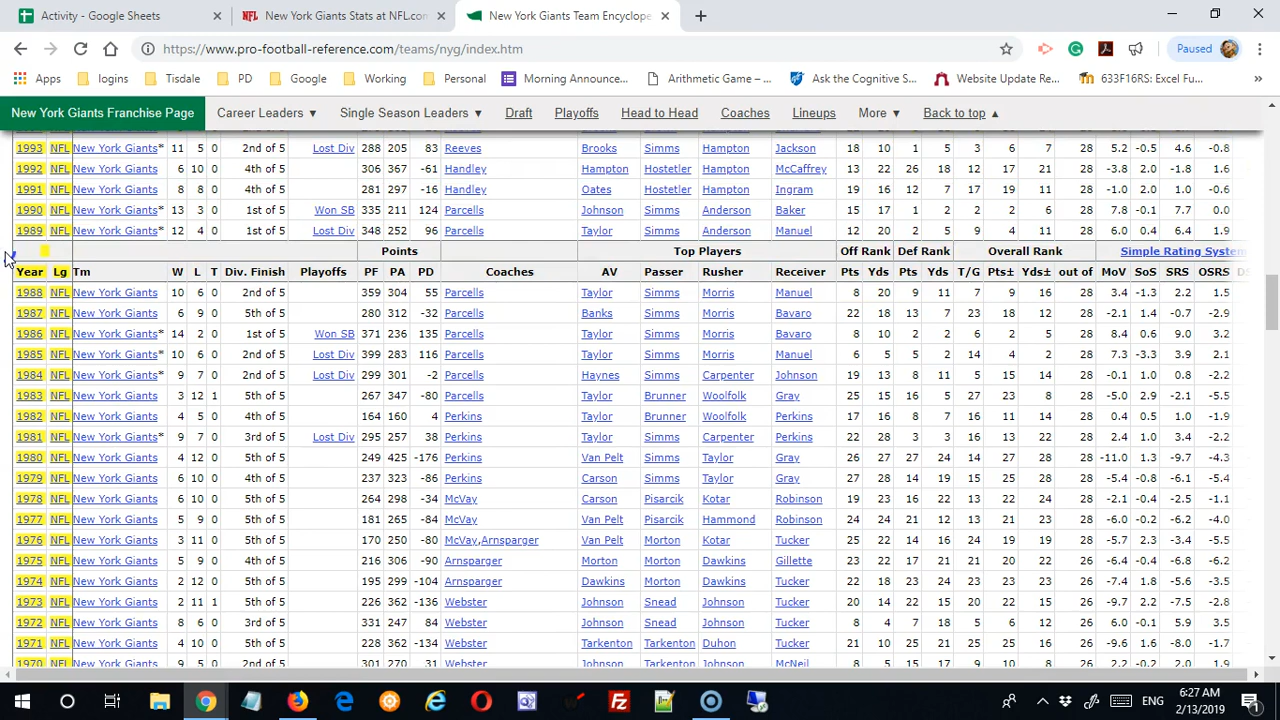 Activity - Google Sheets
New York Giants Stats at NFL.con
New York Giants Team Encyclope
https://www.pro-football-reference.com/teams/nyg/index.htm
Paused
Apps logins Tisdale PD Google Working Personal Morning Announce... Arithmetic Game – ... Ask the Cognitive S... Website Update Re... 633F16RS: Excel Fu... »
New York Giants Franchise Page Career Leaders ▼ Single Season Leaders ▼ Draft Playoffs Head to Head Coaches Lineups More ▼ Back to top ▲
1993 NFL New York Giants* 11 5 0 2nd of 5 Lost Div 288 205 83 Reeves Brooks Simms Hampton Jackson 18 10 1 5 3 6 7 28 5.2 -0.5 4.6 -0.8
1992 NFL New York Giants 6 10 0 4th of 5 306 367 -61 Handley Hampton Hostetler Hampton McCaffrey 13 22 26 18 12 17 21 28 -3.8 2.0 -1.8 1.6
1991 NFL New York Giants 8 8 0 4th of 5 281 297 -16 Handley Oates Hostetler Hampton Ingram 19 16 12 7 17 19 11 28 -1.0 2.0 1.0 -0.6
1990 NFL New York Giants* 13 3 0 1st of 5 Won SB 335 211 124 Parcells Johnson Simms Anderson Baker 15 17 1 2 2 2 6 28 7.8 -0.1 7.7 0.0
1989 NFL New York Giants* 12 4 0 1st of 5 Lost Div 348 252 96 Parcells Taylor Simms Anderson Manuel 12 20 5 5 9 4 11 28 6.0 0.4 6.4 1.9
Points Top Players Off Rank Def Rank Overall Rank Simple Rating System
Year Lg Tm W L T Div. Finish Playoffs PF PA PD Coaches AV Passer Rusher Receiver Pts Yds Pts Yds T/G Pts± Yds± out of MoV SoS SRS OSRS
1988 NFL New York Giants 10 6 0 2nd of 5 359 304 55 Parcells Taylor Simms Morris Manuel 8 20 9 11 7 9 16 28 3.4 -1.3 2.2 1.5
1987 NFL New York Giants 6 9 0 5th of 5 280 312 -32 Parcells Banks Simms Morris Bavaro 22 18 13 7 23 18 12 28 -2.1 1.4 -0.7 -2.9
1986 NFL New York Giants* 14 2 0 1st of 5 Won SB 371 236 135 Parcells Taylor Simms Morris Bavaro 8 10 2 2 6 2 5 28 8.4 0.6 9.0 3.2
1985 NFL New York Giants* 10 6 0 2nd of 5 Lost Div 399 283 116 Parcells Taylor Simms Morris Manuel 6 5 5 2 14 4 2 28 7.3 -3.3 3.9 2.1
1984 NFL New York Giants* 9 7 0 2nd of 5 Lost Div 299 301 -2 Parcells Haynes Simms Carpenter Johnson 19 13 8 11 5 15 14 28 -0.1 1.0 0.8 -2.2
1983 NFL New York Giants 3 12 1 5th of 5 267 347 -80 Parcells Taylor Brunner Woolfolk Gray 25 15 16 5 27 23 8 28 -5.0 2.9 -2.1 -5.5
1982 NFL New York Giants 4 5 0 4th of 5 164 160 4 Perkins Taylor Brunner Woolfolk Perkins 17 16 8 7 16 11 14 28 0.4 0.5 1.0 -1.9
1981 NFL New York Giants* 9 7 0 3rd of 5 Lost Div 295 257 38 Perkins Taylor Simms Carpenter Perkins 22 28 3 3 16 13 22 28 2.4 1.0 3.4 -2.2
1980 NFL New York Giants 4 12 0 5th of 5 249 425 -176 Perkins Van Pelt Simms Taylor Gray 26 27 27 24 14 27 28 28 -11.0 1.3 -9.7 -4.3
1979 NFL New York Giants 6 10 0 4th of 5 237 323 -86 Perkins Carson Simms Taylor Gray 27 28 14 19 15 25 28 28 -5.4 -0.8 -6.1 -5.4
1978 NFL New York Giants 6 10 0 5th of 5 264 298 -34 McVay Carson Pisarcik Kotar Robinson 19 23 16 22 13 19 22 28 -2.1 -0.4 -2.5 -1.1
1977 NFL New York Giants 5 9 0 5th of 5 181 265 -84 McVay Van Pelt Pisarcik Hammond Robinson 24 24 21 12 13 21 23 28 -6.0 -0.2 -6.2 -4.0
1976 NFL New York Giants 3 11 0 5th of 5 170 250 -80 McVay,Arnsparger Van Pelt Morton Kotar Tucker 25 22 14 16 24 19 19 28 -5.7 2.3 -3.4 -5.5
1975 NFL New York Giants 5 9 0 4th of 5 216 306 -90 Arnsparger Morton Morton Dawkins Gillette 22 23 17 21 21 21 23 26 -6.4 -0.4 -6.8 -6.2
1974 NFL New York Giants 2 12 0 5th of 5 195 299 -104 Arnsparger Dawkins Morton Dawkins Tucker 22 18 23 23 24 23 23 26 -7.4 1.8 -5.6 -3.5
1973 NFL New York Giants 2 11 1 5th of 5 226 362 -136 Webster Johnson Snead Johnson Tucker 20 14 22 15 20 22 15 26 -9.7 2.2 -7.5 -2.8
1972 NFL New York Giants 8 6 0 3rd of 5 331 247 84 Webster Johnson Snead Johnson Tucker 8 4 7 18 5 6 12 26 6.0 -0.1 5.9 3.5
1971 NFL New York Giants 4 10 0 5th of 5 228 362 -134 Webster Tarkenton Tarkenton Duhon Tucker 21 10 25 21 25 25 16 26 -9.6 1.6 -8.0 -1.7
1970 NFL New York Giants 9 5 0 2nd of 5 301 270 31 Webster Johnson Tarkenton Johnson McNeil
ENG
6:27 AM
2/13/2019